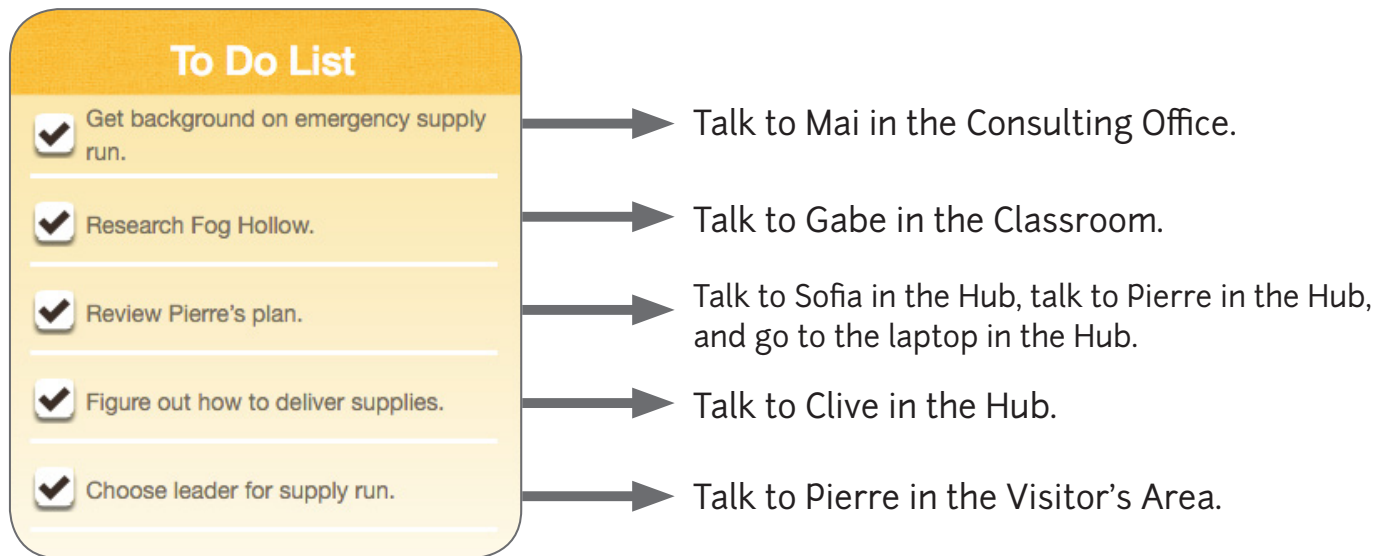 To Do List
Get background on emergency supply
run.
Talk to Mai in the Consulting Office.
Research Fog Hollow.
Talk to Gabe in the Classroom.
Review Pierre's plan.
Talk to Sofia in the Hub, talk to Pierre in the Hub,
and go to the laptop in the Hub.
Figure out how to deliver supplies.
Talk to Clive in the Hub.
Choose leader for supply run.
Talk to Pierre in the Visitor's Area.